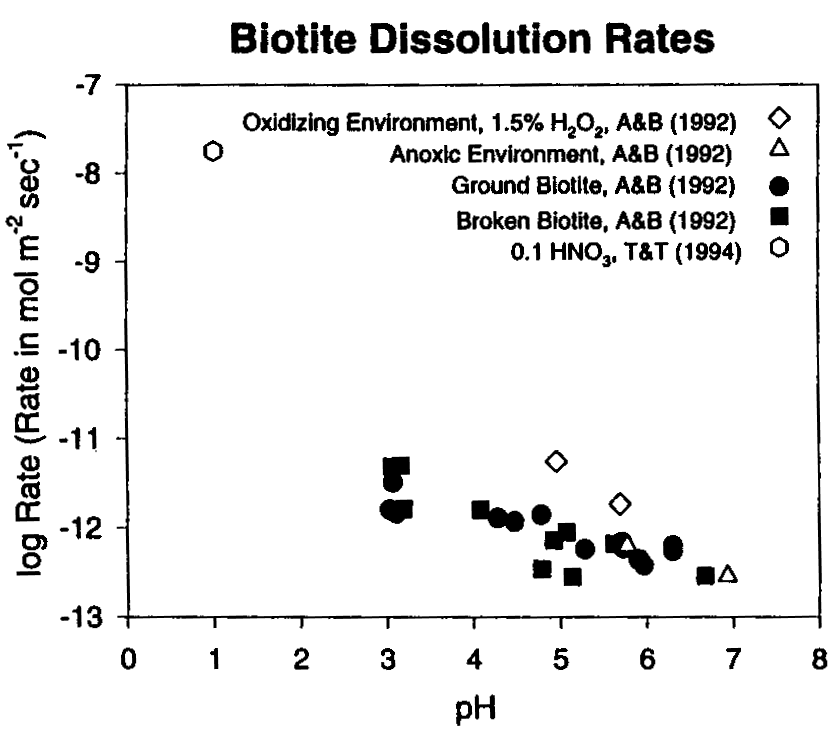 Biotite Dissolution Rates
log Rate (Rate in mol m⁻² sec⁻¹)
-7
-8
-9
-10
-11
-12
-13
Oxidizing Environment, 1.5% H₂O₂, A&B (1992)
Anoxic Environment, A&B (1992)
Ground Biotite, A&B (1992)
Broken Biotite, A&B (1992)
0.1 HNO₃, T&T (1994)
0 1 2 3 4 5 6 7 8
pH